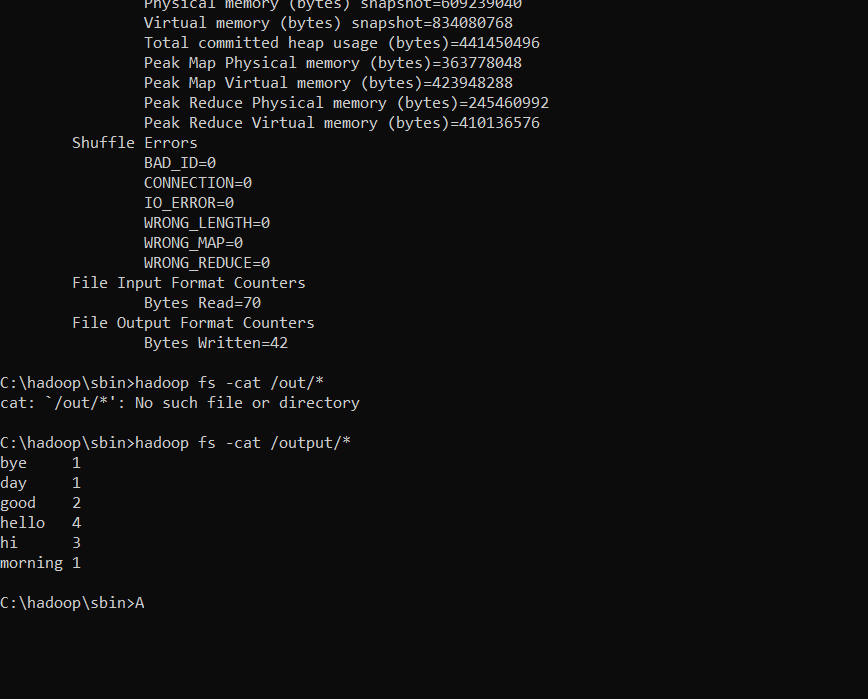 Physical memory (bytes) snapshot=609239040
Virtual memory (bytes) snapshot=834080768
Total committed heap usage (bytes)=441450496
Peak Map Physical memory (bytes)=363778048
Peak Map Virtual memory (bytes)=423948288
Peak Reduce Physical memory (bytes)=245460992
Peak Reduce Virtual memory (bytes)=410136576
Shuffle Errors
BAD_ID=0
CONNECTION=0
IO_ERROR=0
WRONG_LENGTH=0
WRONG_MAP=0
WRONG_REDUCE=0
File Input Format Counters
Bytes Read=70
File Output Format Counters
Bytes Written=42
C:\hadoop\sbin>hadoop fs -cat /out/*
cat: `/out/*': No such file or directory
C:\hadoop\sbin>hadoop fs -cat /output/*
bye 1
day 1
good 2
hello 4
hi 3
morning 1
C:\hadoop\sbin>A